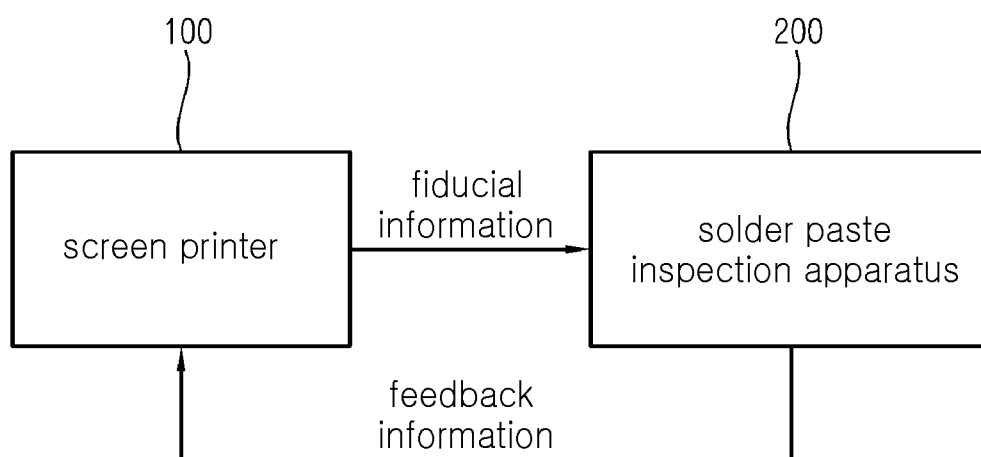 100
200
fiducial
information
screen printer
solder paste
inspection apparatus
feedback
information